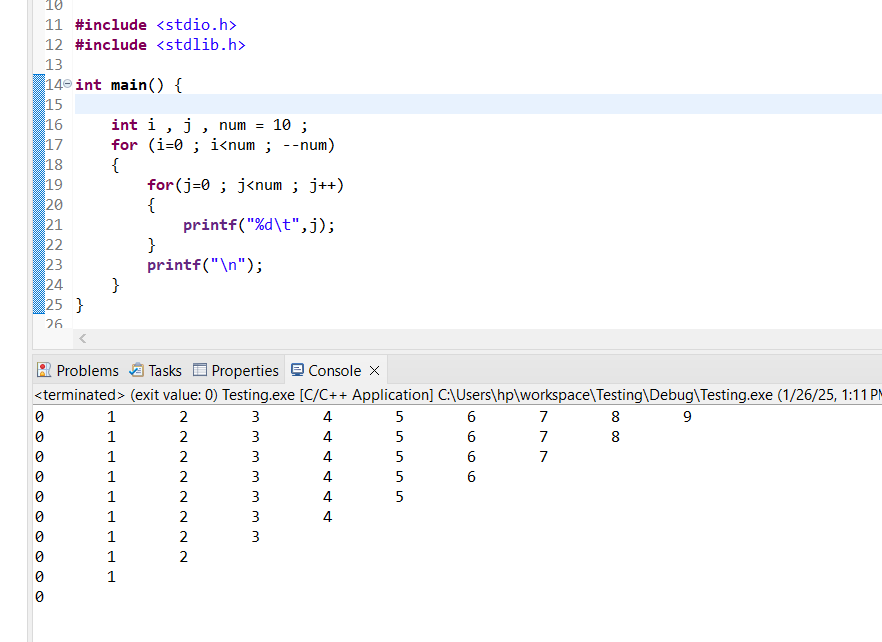 10
11 #include <stdio.h>
12 #include <stdlib.h>
13
14 int main() {
15
16     int i , j , num = 10 ;
17     for (i=0 ; i<num ; --num)
18     {
19         for(j=0 ; j<num ; j++)
20         {
21             printf("%d\t",j);
22         }
23         printf("\n");
24     }
25 }
26
Problems Tasks Properties Console
<terminated> (exit value: 0) Testing.exe [C/C++ Application] C:\Users\hp\workspace\Testing\Debug\Testing.exe (1/26/25, 1:11 PM
0 1 2 3 4 5 6 7 8 9
0 1 2 3 4 5 6 7 8
0 1 2 3 4 5 6 7
0 1 2 3 4 5 6
0 1 2 3 4 5
0 1 2 3 4
0 1 2 3
0 1 2
0 1
0